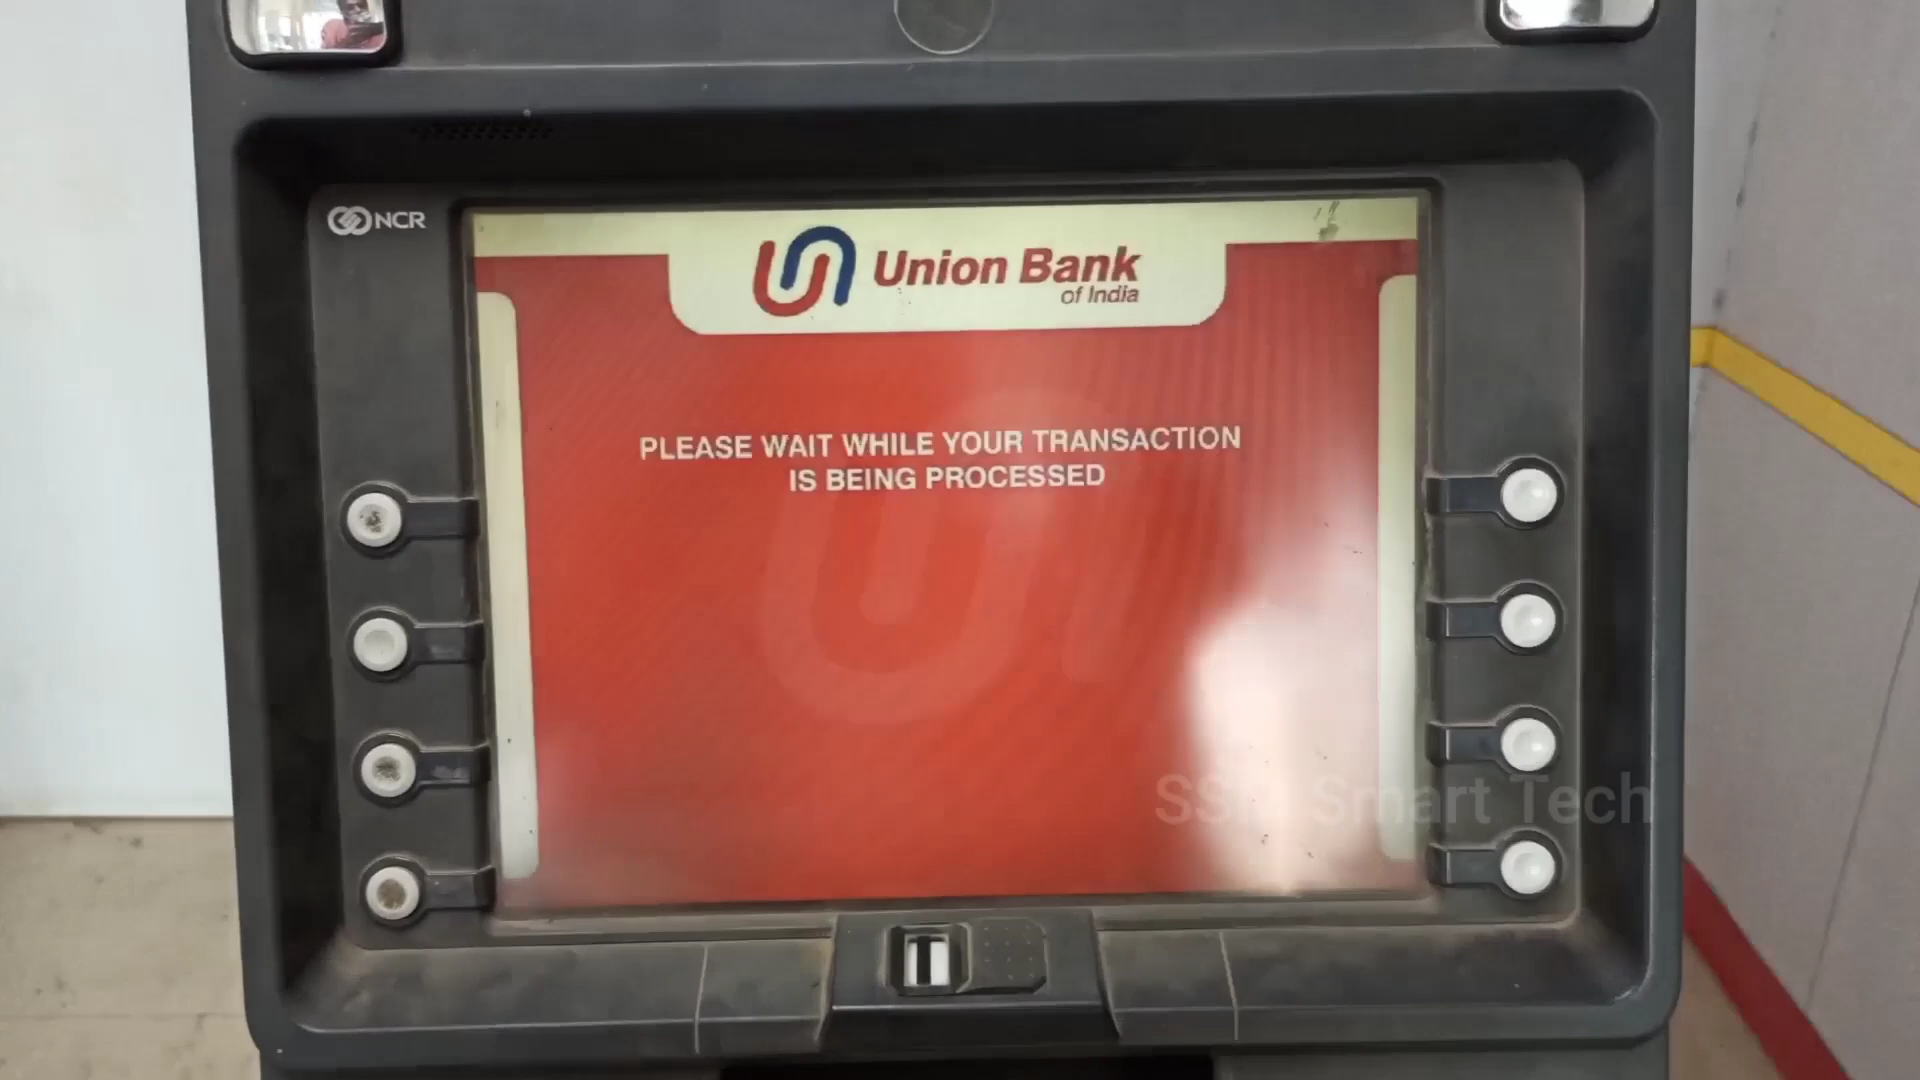 NCR
Union Bank
of India
PLEASE WAIT WHILE YOUR TRANSACTION
IS BEING PROCESSED
Smart Tech